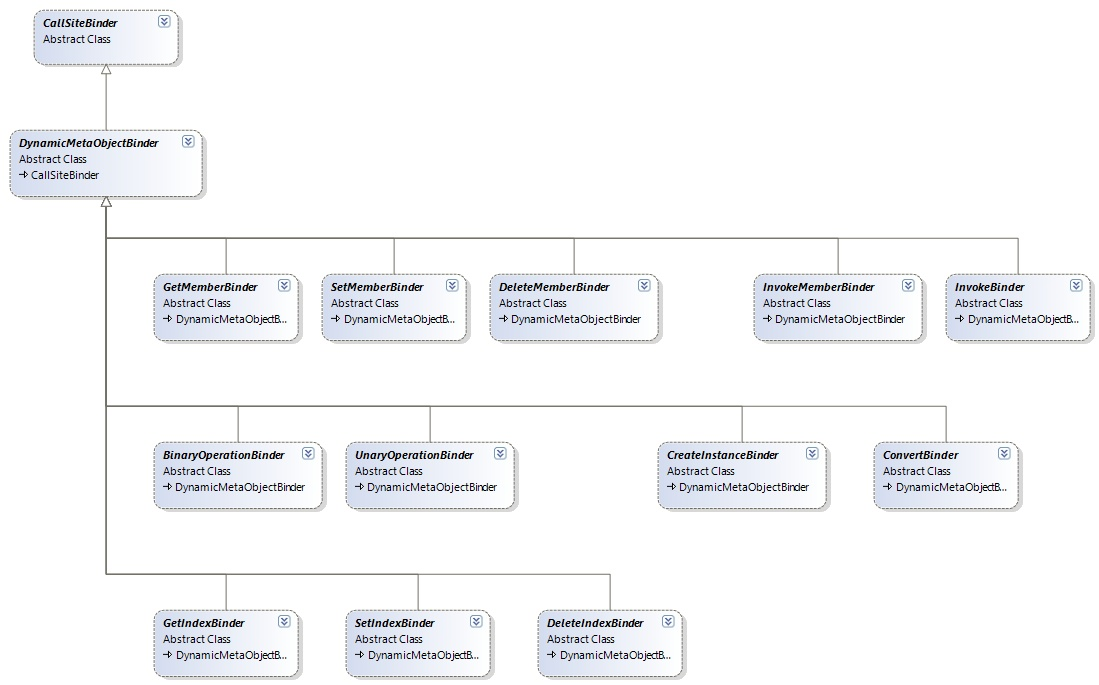 CallSiteBinder
Abstract Class
DynamicMetaObjectBinder
Abstract Class
CallSiteBinder
GetMemberBinder
Abstract Class
DynamicMetaObjectB...
SetMemberBinder
Abstract Class
DynamicMetaObjectB...
DeleteMemberBinder
Abstract Class
DynamicMetaObjectBinder
InvokeMemberBinder
Abstract Class
DynamicMetaObjectBinder
InvokeBinder
Abstract Class
DynamicMetaObjectB...
BinaryOperationBinder
Abstract Class
DynamicMetaObjectBinder
UnaryOperationBinder
Abstract Class
DynamicMetaObjectBinder
CreateInstanceBinder
Abstract Class
DynamicMetaObjectBinder
ConvertBinder
Abstract Class
DynamicMetaObjectB...
GetIndexBinder
Abstract Class
DynamicMetaObjectB...
SetIndexBinder
Abstract Class
DynamicMetaObjectB...
DeleteIndexBinder
Abstract Class
DynamicMetaObjectB...